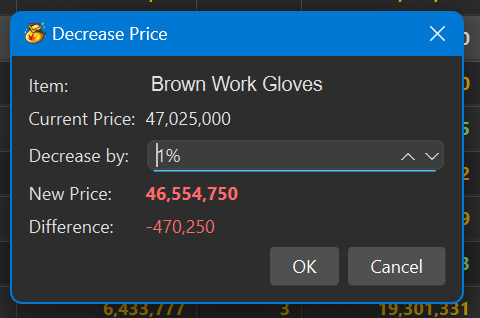 Decrease Price
Item: Brown Work Gloves
Current Price: 47,025,000
Decrease by: 1%
New Price: 46,554,750
Difference: -470,250
OK Cancel
6,433,777 3 19,301,331